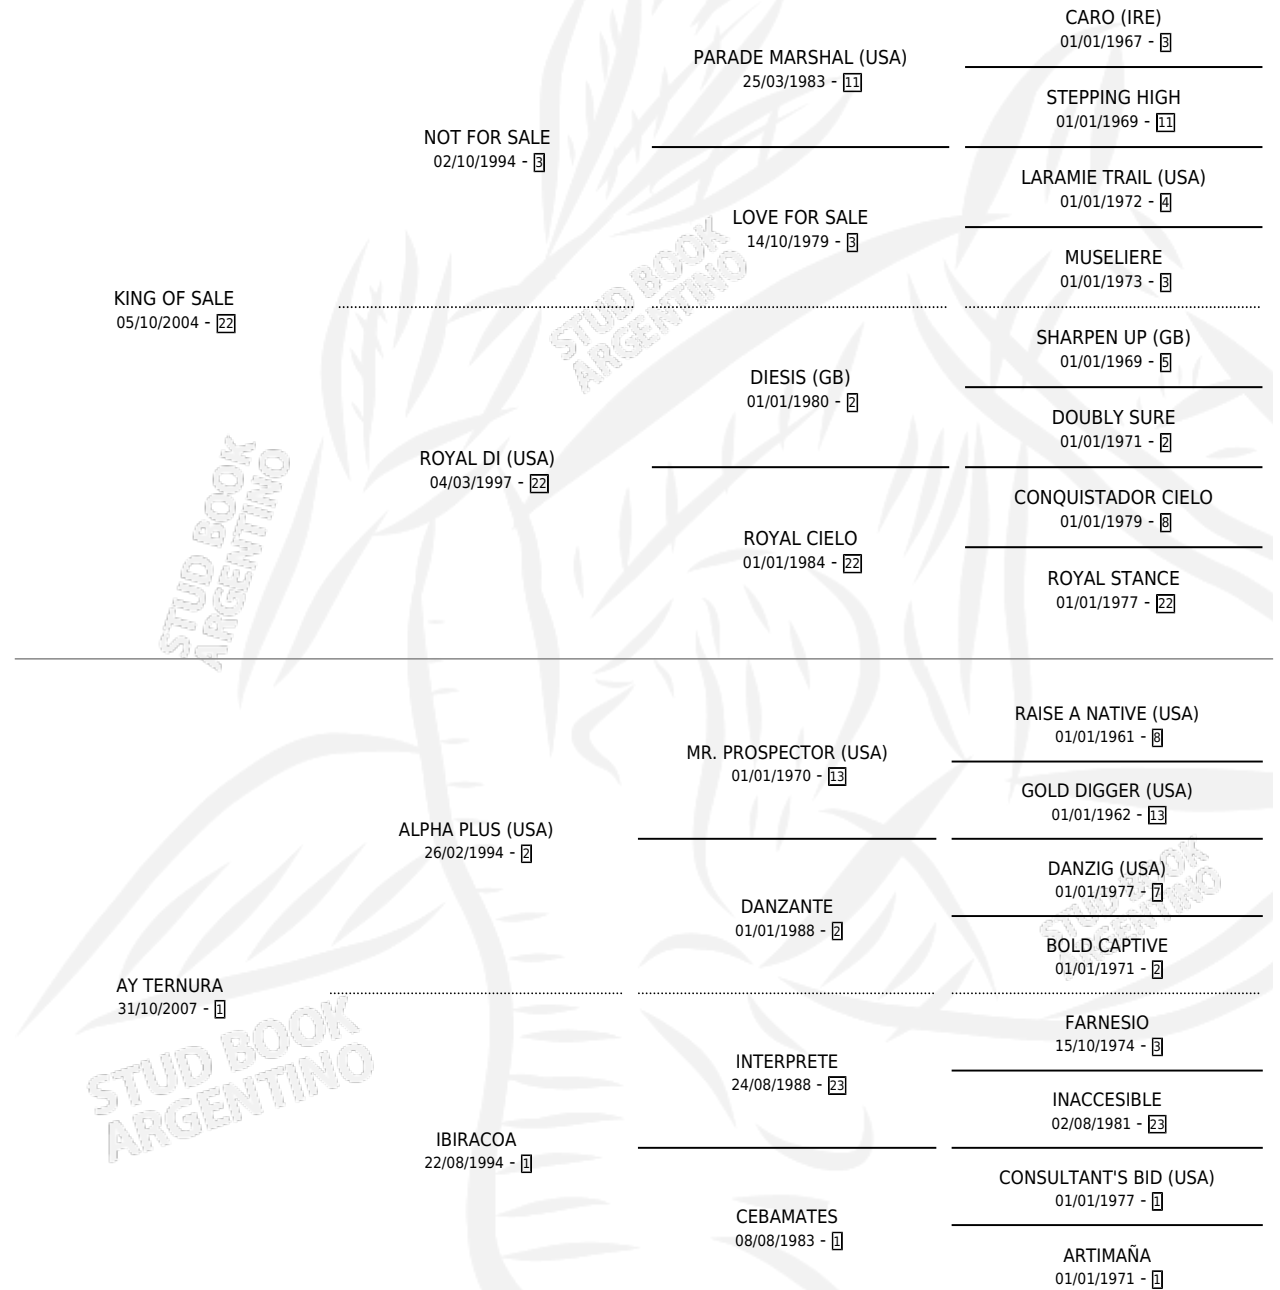 CARO (IRE)
01/01/1967 - 3
PARADE MARSHAL (USA)
25/03/1983 - 11
STEPPING HIGH
01/01/1969 - 11
NOT FOR SALE
02/10/1994 - 3
LARAMIE TRAIL (USA)
01/01/1972 - 4
LOVE FOR SALE
14/10/1979 - 3
MUSELIERE
01/01/1973 - 3
KING OF SALE
05/10/2004 - 22
SHARPEN UP (GB)
01/01/1969 - 5
DIESIS (GB)
01/01/1980 - 2
DOUBLY SURE
01/01/1971 - 2
ROYAL DI (USA)
04/03/1997 - 22
CONQUISTADOR CIELO
01/01/1979 - 8
ROYAL CIELO
01/01/1984 - 22
ROYAL STANCE
01/01/1977 - 22
RAISE A NATIVE (USA)
01/01/1961 - 8
MR. PROSPECTOR (USA)
01/01/1970 - 13
GOLD DIGGER (USA)
01/01/1962 - 13
ALPHA PLUS (USA)
26/02/1994 - 2
DANZIG (USA)
01/01/1977 - 7
DANZANTE
01/01/1988 - 2
BOLD CAPTIVE
01/01/1971 - 2
AY TERNURA
31/10/2007 - 1
FARNESIO
15/10/1974 - 3
INTERPRETE
24/08/1988 - 23
INACCESIBLE
02/08/1981 - 23
IBIRACOA
22/08/1994 - 1
CONSULTANT'S BID (USA)
01/01/1977 - 1
CEBAMATES
08/08/1983 - 1
ARTIMAÑA
01/01/1971 - 1
STUD BOOK
ARGENTINO
STUD BOOK
ARGENTINO
STUD BOOK
ARGENTINO
STUD BOOK
ARGENTINO